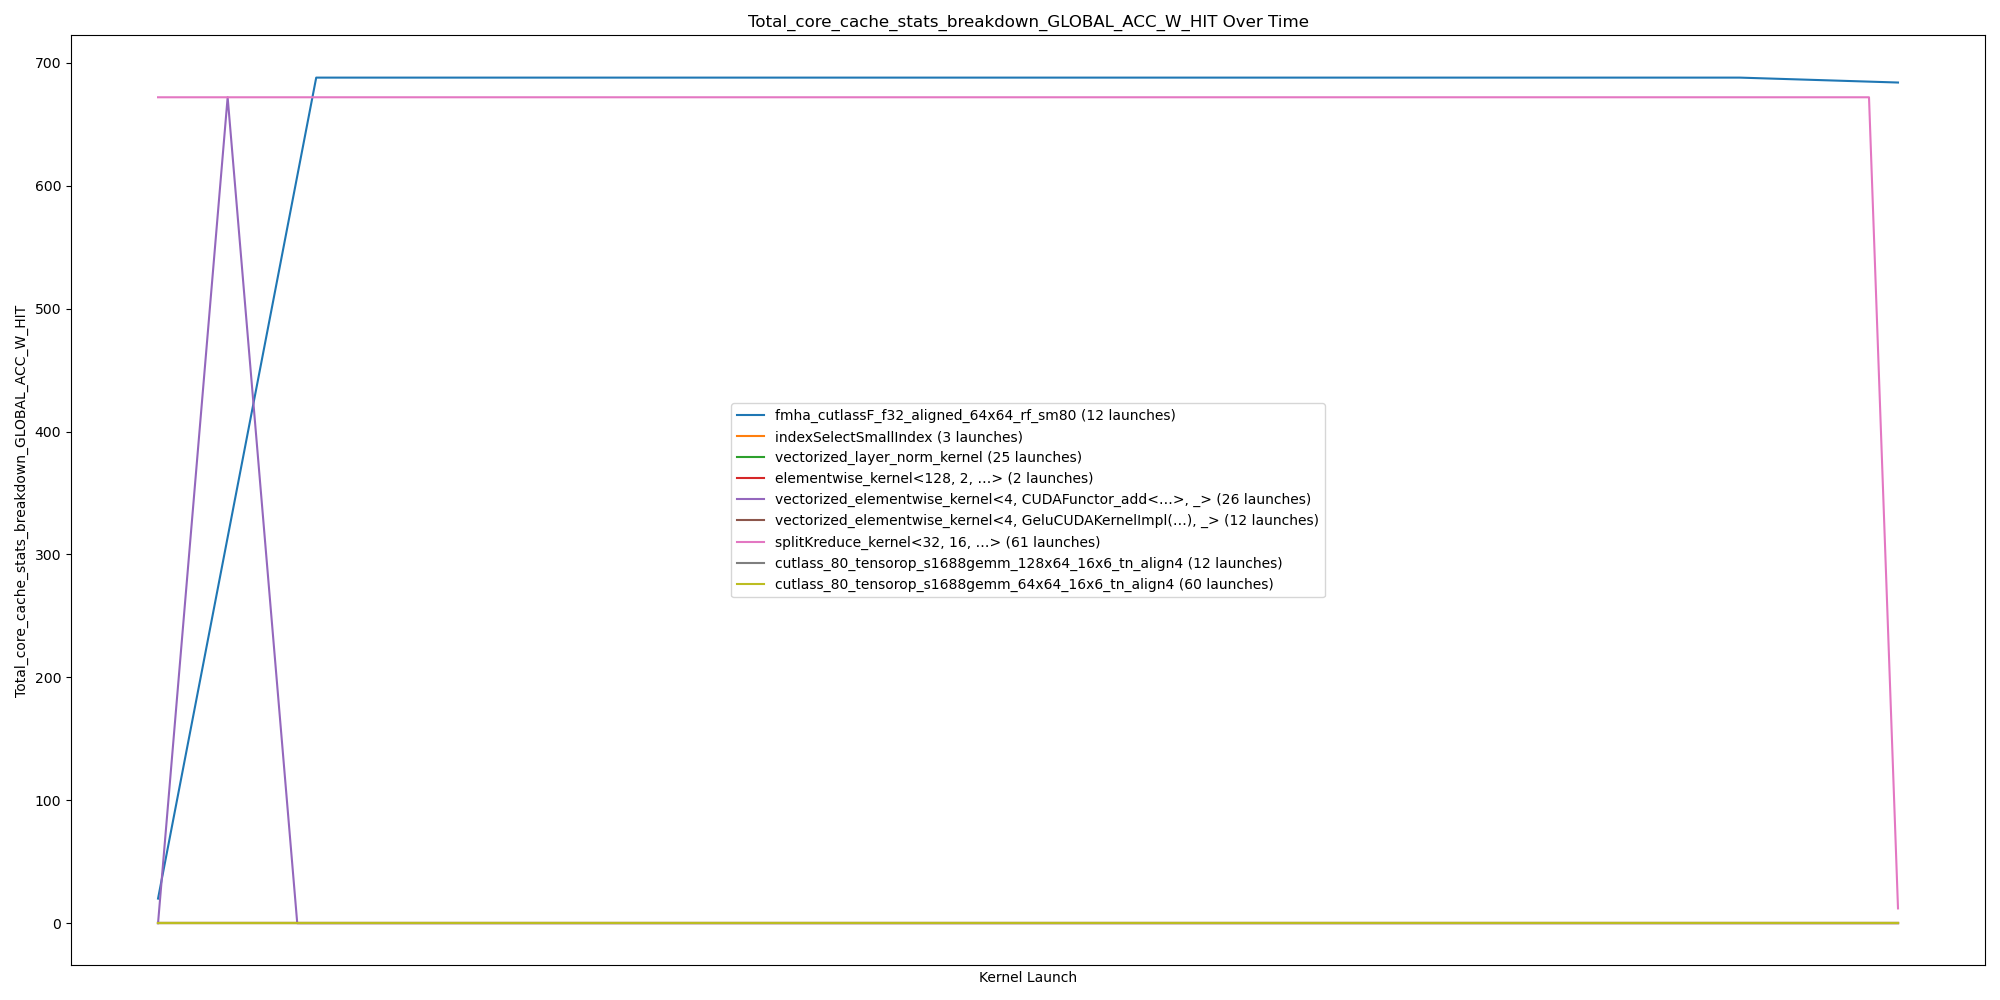 Total_core_cache_stats_breakdown_GLOBAL_ACC_W_HIT Over Time
Total_core_cache_stats_breakdown_GLOBAL_ACC_W_HIT
700
600
500
400
300
200
100
0
fmha_cutlassF_f32_aligned_64x64_rf_sm80 (12 launches)
indexSelectSmallIndex (3 launches)
vectorized_layer_norm_kernel (25 launches)
elementwise_kernel<128, 2, ...> (2 launches)
vectorized_elementwise_kernel<4, CUDAFunctor_add<...>, _> (26 launches)
vectorized_elementwise_kernel<4, GeluCUDAKernelImpl(...), _> (12 launches)
splitKreduce_kernel<32, 16, ...> (61 launches)
cutlass_80_tensorop_s1688gemm_128x64_16x6_tn_align4 (12 launches)
cutlass_80_tensorop_s1688gemm_64x64_16x6_tn_align4 (60 launches)
Kernel Launch